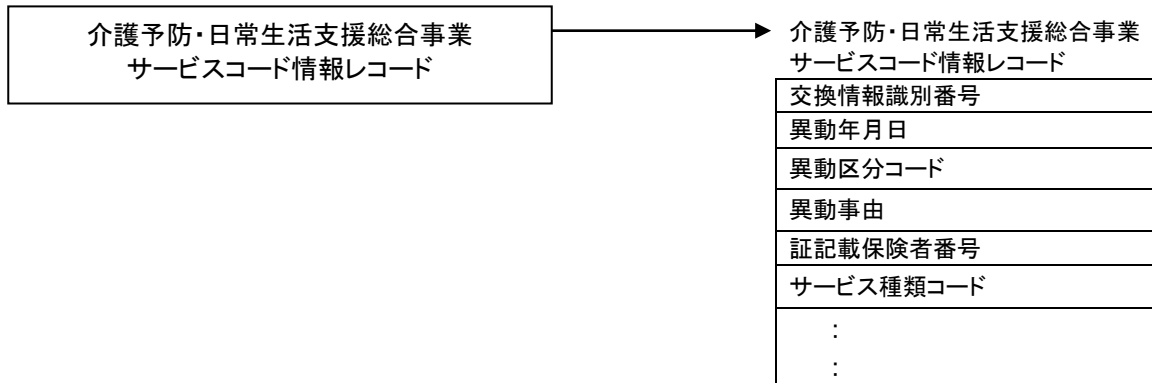 介護予防・日常生活支援総合事業
サービスコード情報レコード
介護予防・日常生活支援総合事業
サービスコード情報レコード
交換情報識別番号
異動年月日
異動区分コード
異動事由
証記載保険者番号
サービス種類コード
：
：